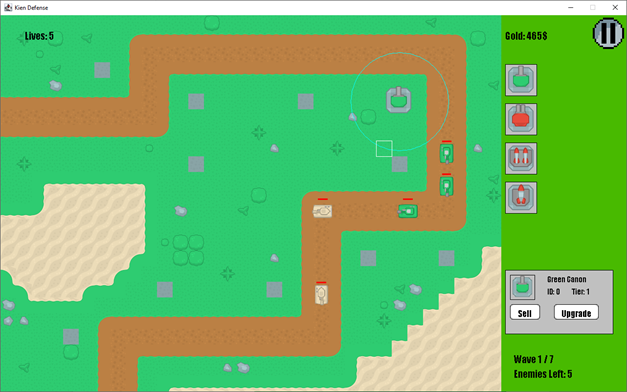 Kien Defense
Lives: 5
Gold: 465$
Green Canon
ID: 0 Tier: 1
Sell Upgrade
Wave 1 / 7
Enemies Left: 5